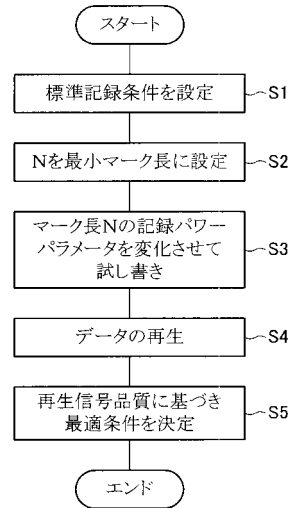 スタート
標準記録条件を設定
S1
Nを最小マーク長に設定
S2
マーク長Nの記録パワー
パラメータを変化させて
試し書き
S3
データの再生
S4
再生信号品質に基づき
最適条件を決定
S5
エンド